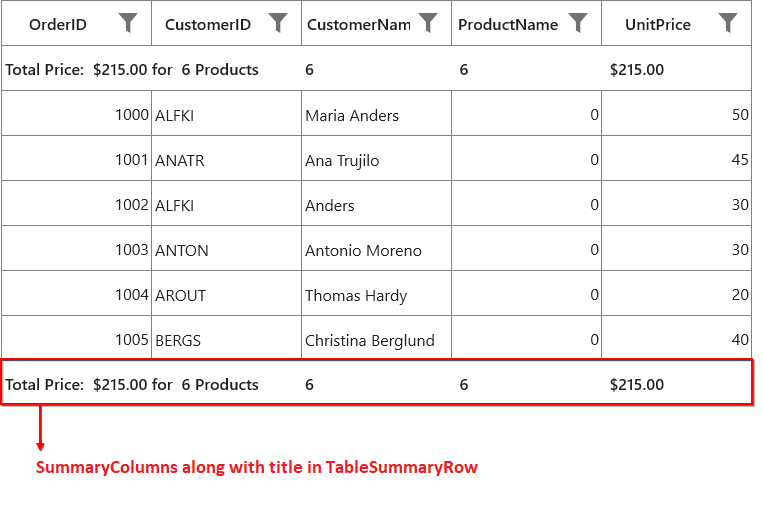 OrderID CustomerID CustomerNam ProductName UnitPrice
Total Price: $215.00 for 6 Products 6 6 $215.00
1000 ALFKI Maria Anders 0 50
1001 ANATR Ana Trujilo 0 45
1002 ALFKI Anders 0 30
1003 ANTON Antonio Moreno 0 30
1004 AROUT Thomas Hardy 0 20
1005 BERGS Christina Berglund 0 40
Total Price: $215.00 for 6 Products 6 6 $215.00
SummaryColumns along with title in TableSummaryRow